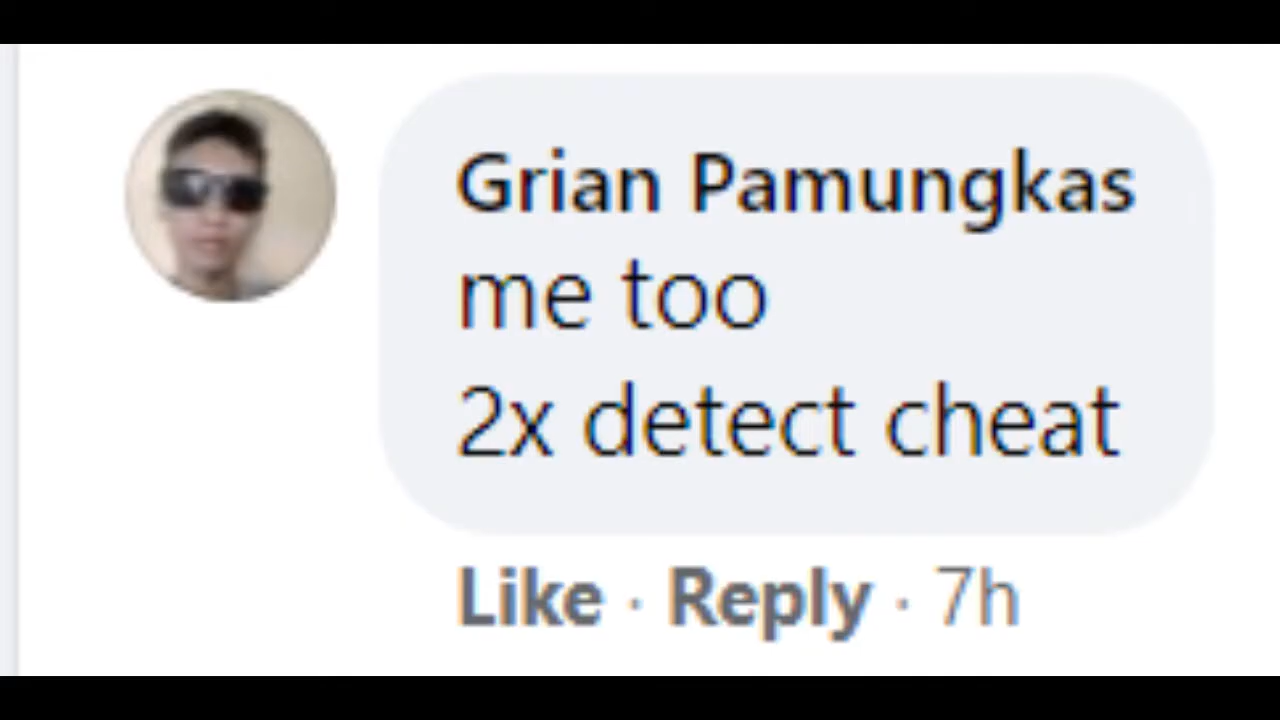 Grian Pamungkas
me too
2x detect cheat
Like · Reply · 7h